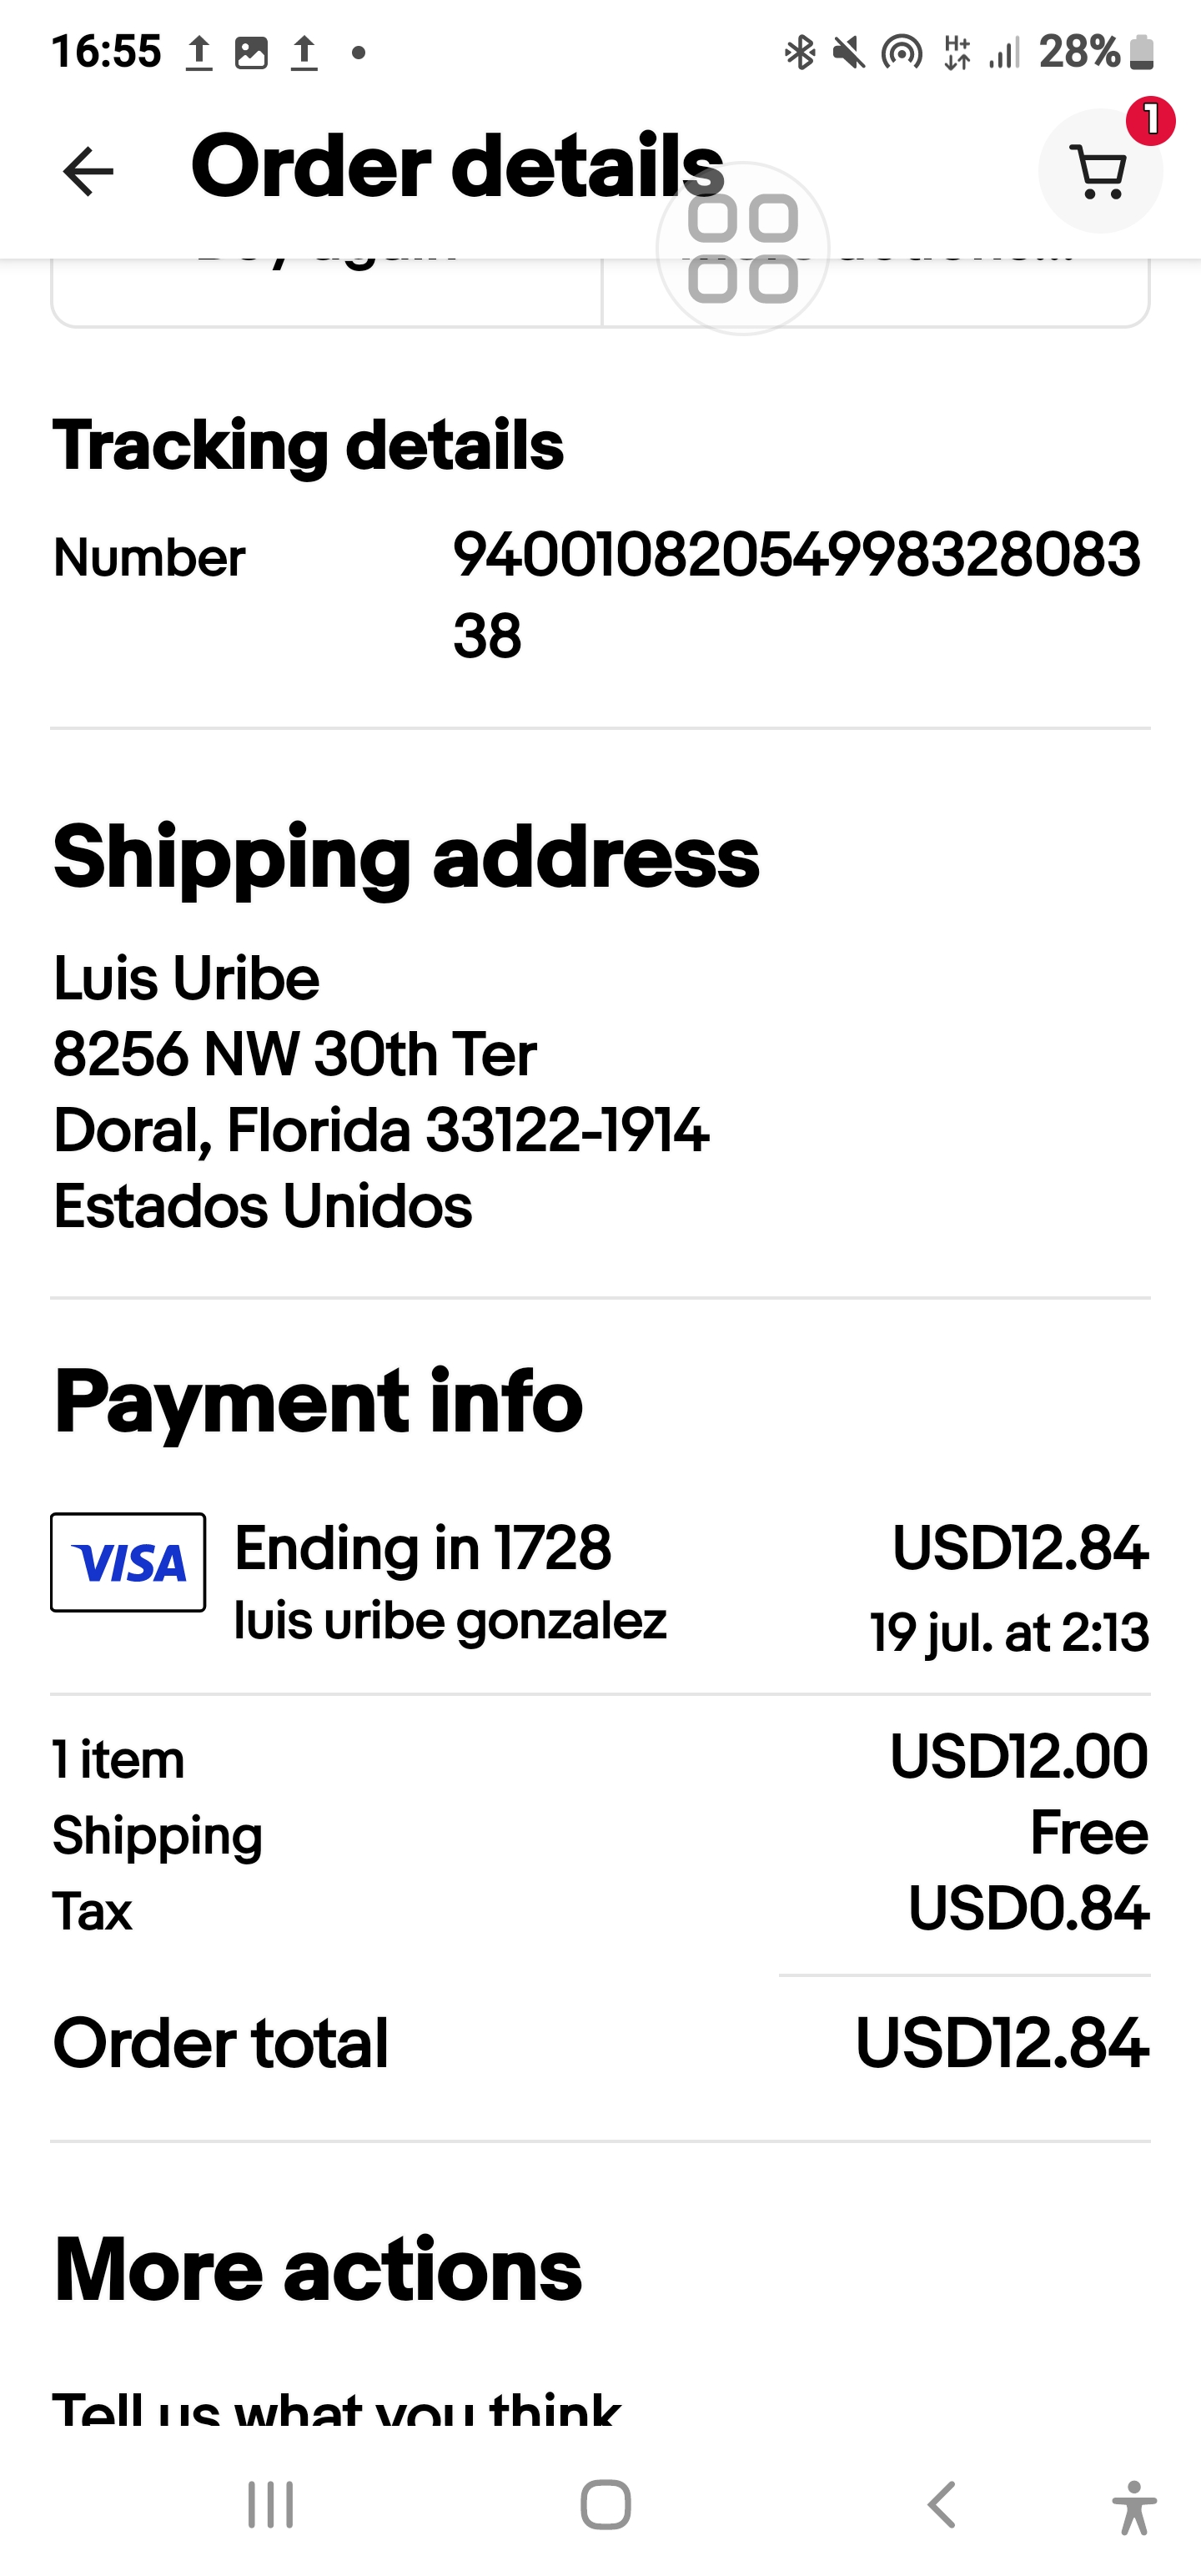 16:55
H+
28%
Order details
1
Tracking details
Number
94001082054998328083
38
Shipping address
Luis Uribe
8256 NW 30th Ter
Doral, Florida 33122-1914
Estados Unidos
Payment info
VISA
Ending in 1728
USD12.84
luis uribe gonzalez
19 jul. at 2:13
1 item
USD12.00
Shipping
Free
Tax
USD0.84
Order total
USD12.84
More actions
Tell us what you think